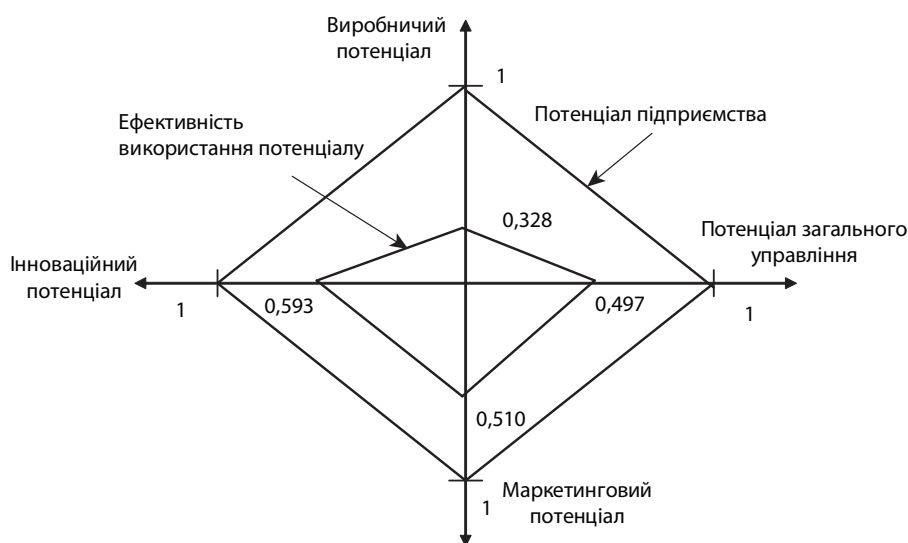 Виробничий
потенціал
1
Потенціал підприємства
Ефективність
використання потенціалу
0,328
Потенціал загального
управління
Інноваційний
потенціал
1
0,593
0,497
1
0,510
1
Маркетинговий
потенціал